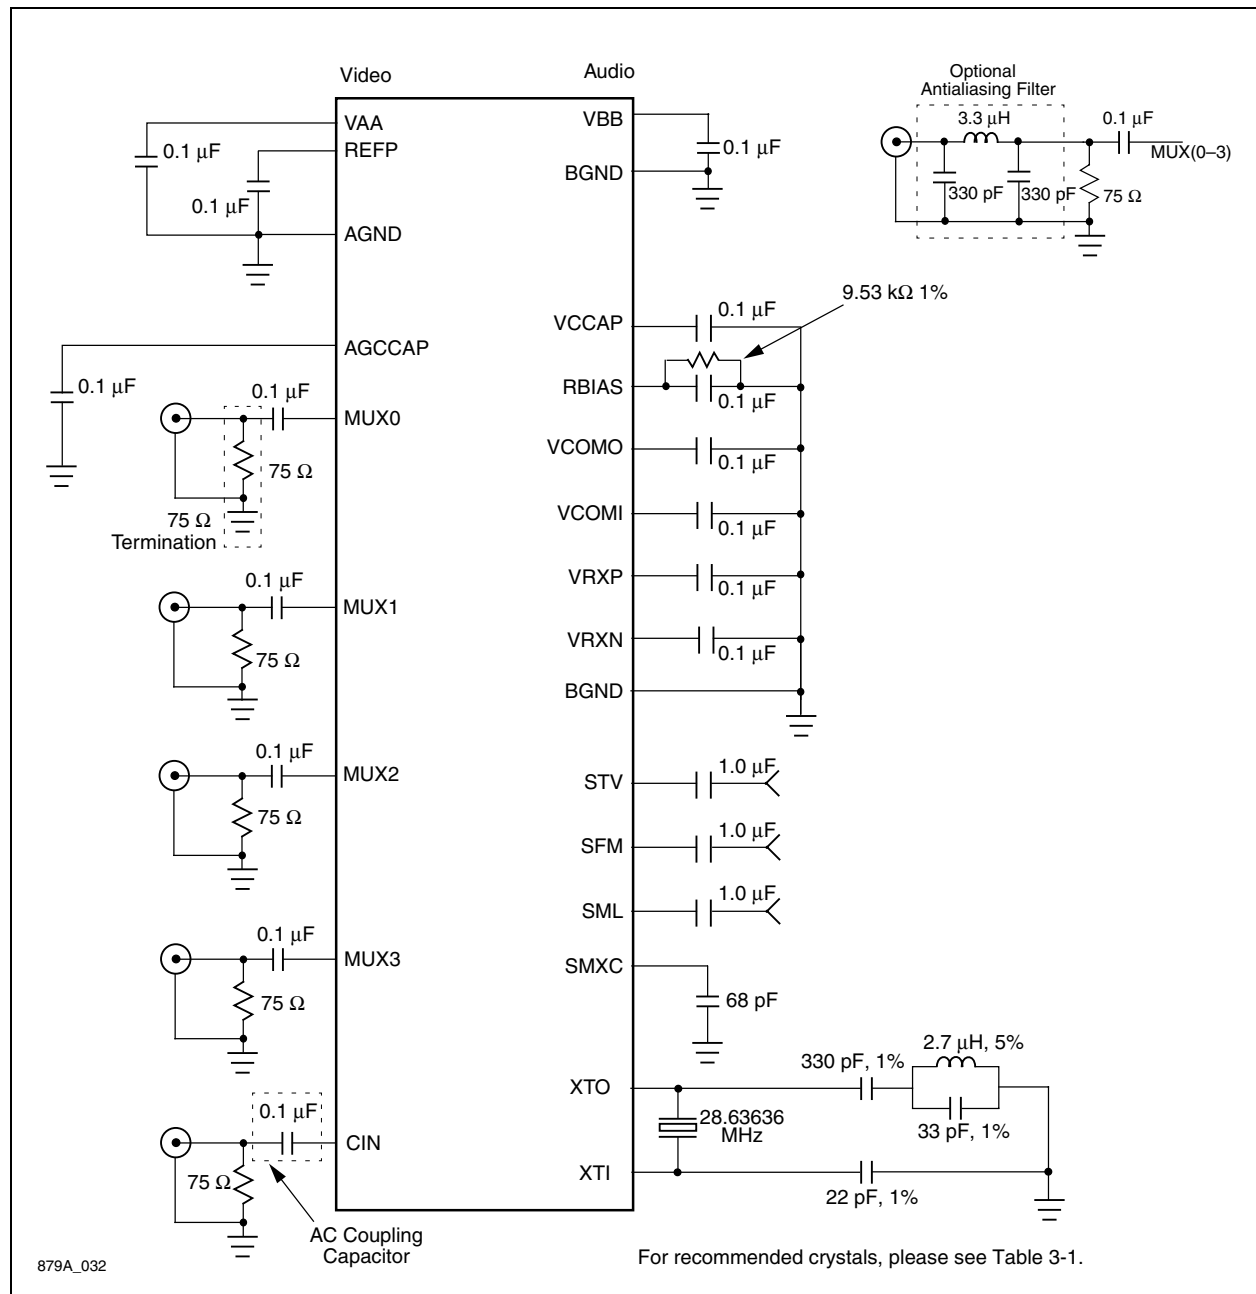 Video
Audio
VAA
0.1 μF
REFP
0.1 μF
AGND
AGCCAP
0.1 μF
0.1 μF
MUX0
75 Ω
75 Ω
Termination
0.1 μF
MUX1
75 Ω
0.1 μF
MUX2
75 Ω
0.1 μF
MUX3
75 Ω
0.1 μF
CIN
75 Ω
AC Coupling
Capacitor
VBB
0.1 μF
BGND
Optional
Antialiasing Filter
3.3 μH
0.1 μF
MUX(0–3)
330 pF
330 pF
75 Ω
9.53 kΩ 1%
VCCAP
0.1 μF
RBIAS
0.1 μF
VCOMO
0.1 μF
VCOMI
0.1 μF
VRXP
0.1 μF
VRXN
0.1 μF
BGND
STV
1.0 μF
SFM
1.0 μF
SML
1.0 μF
SMXC
68 pF
XTO
330 pF, 1%
2.7 μH, 5%
33 pF, 1%
28.63636
MHz
XTI
22 pF, 1%
For recommended crystals, please see Table 3-1.
879A_032